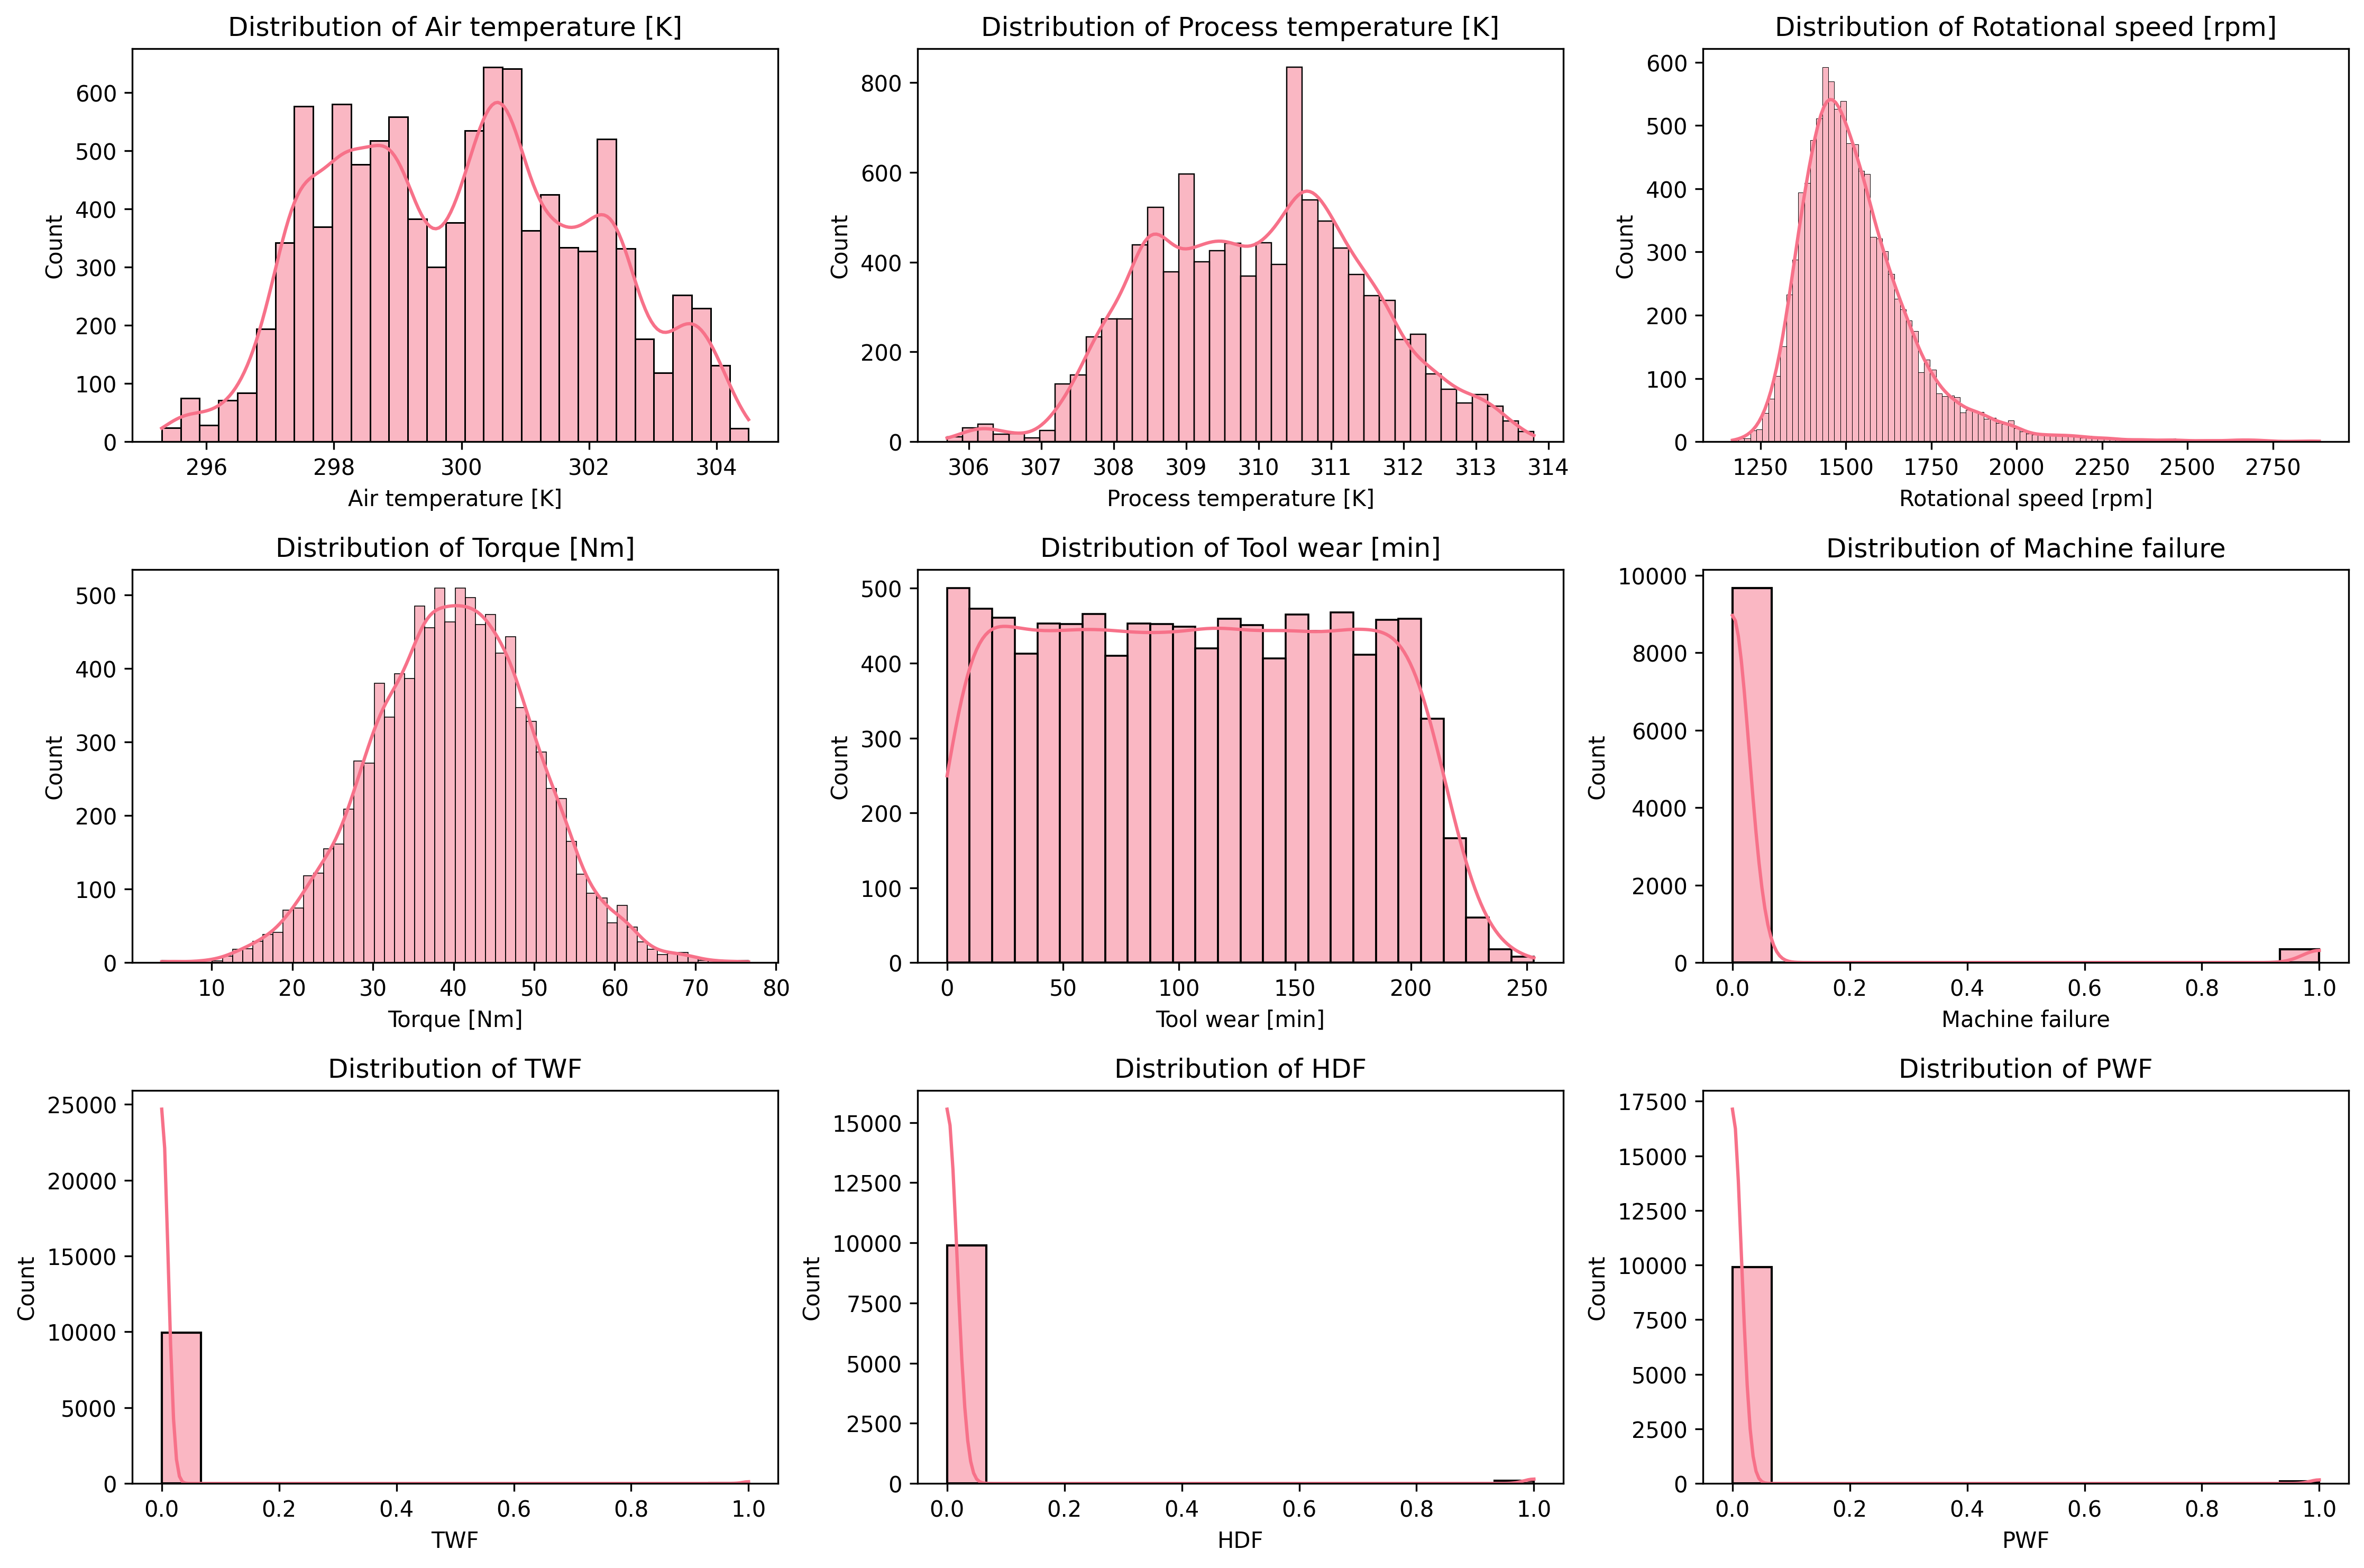 Distribution of Air temperature [K]
Count
600
500
400
300
200
100
0
296 298 300 302 304
Air temperature [K]
Distribution of Process temperature [K]
Count
800
600
400
200
0
306 307 308 309 310 311 312 313 314
Process temperature [K]
Distribution of Rotational speed [rpm]
Count
600
500
400
300
200
100
0
1250 1500 1750 2000 2250 2500 2750
Rotational speed [rpm]
Distribution of Torque [Nm]
Count
500
400
300
200
100
0
10 20 30 40 50 60 70 80
Torque [Nm]
Distribution of Tool wear [min]
Count
500
400
300
200
100
0
0 50 100 150 200 250
Tool wear [min]
Distribution of Machine failure
Count
10000
8000
6000
4000
2000
0
0.0 0.2 0.4 0.6 0.8 1.0
Machine failure
Distribution of TWF
Count
25000
20000
15000
10000
5000
0
0.0 0.2 0.4 0.6 0.8 1.0
TWF
Distribution of HDF
Count
15000
12500
10000
7500
5000
2500
0
0.0 0.2 0.4 0.6 0.8 1.0
HDF
Distribution of PWF
Count
17500
15000
12500
10000
7500
5000
2500
0
0.0 0.2 0.4 0.6 0.8 1.0
PWF